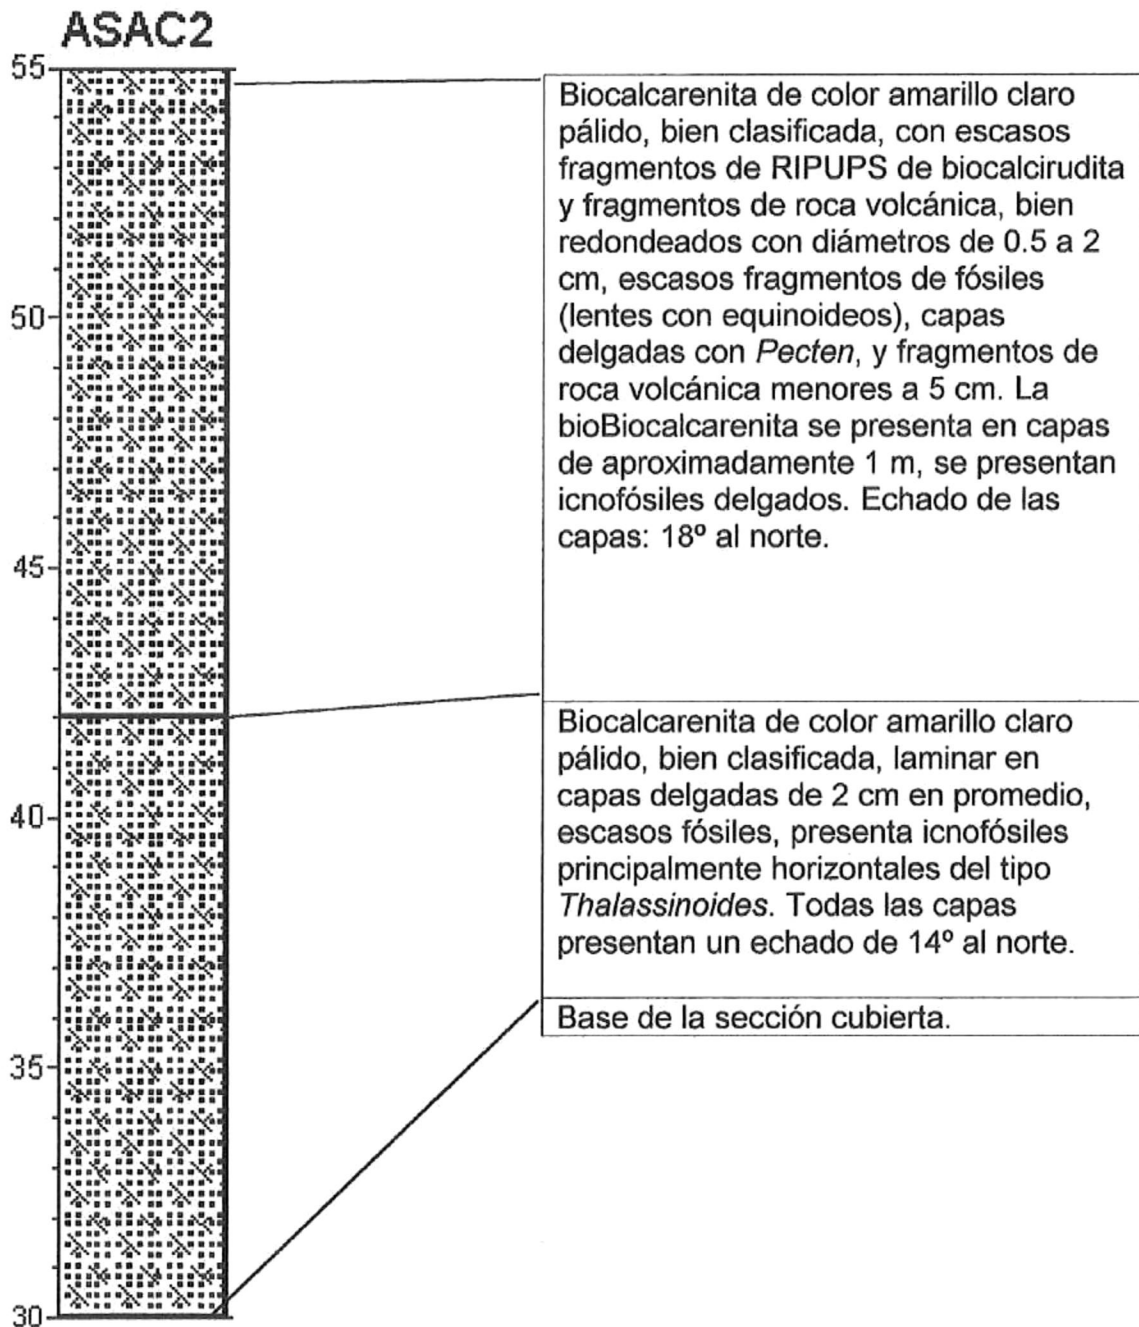 ASAC2
55
50
45
40
35
30
Biocalcarenita de color amarillo claro
pálido, bien clasificada, con escasos
fragmentos de RIPUPS de biocalcirudita
y fragmentos de roca volcánica, bien
redondeados con diámetros de 0.5 a 2
cm, escasos fragmentos de fósiles
(lentes con equinoideos), capas
delgadas con Pecten, y fragmentos de
roca volcánica menores a 5 cm. La
bioBiocalcarenita se presenta en capas
de aproximadamente 1 m, se presentan
icnofósiles delgados. Echado de las
capas: 18º al norte.
Biocalcarenita de color amarillo claro
pálido, bien clasificada, laminar en
capas delgadas de 2 cm en promedio,
escasos fósiles, presenta icnofósiles
principalmente horizontales del tipo
Thalassinoides. Todas las capas
presentan un echado de 14º al norte.
Base de la sección cubierta.